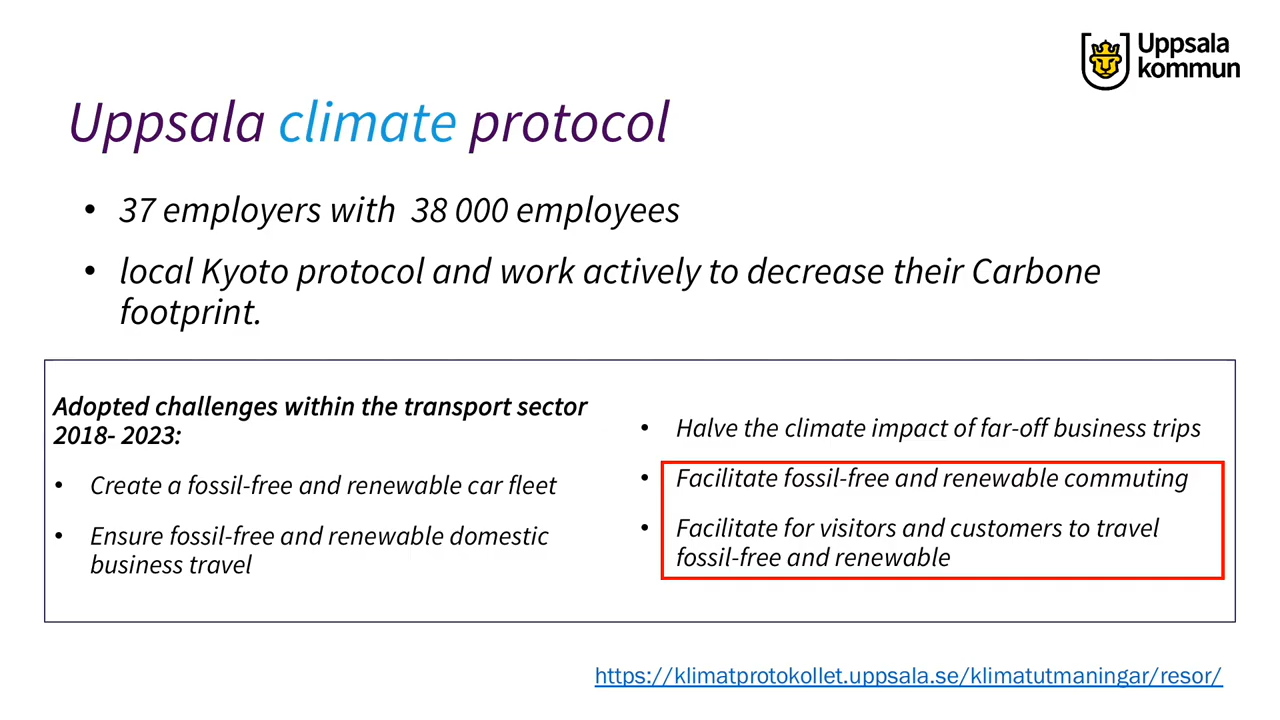 Uppsala
kommun
Uppsala climate protocol
• 37 employers with 38 000 employees
• local Kyoto protocol and work actively to decrease their Carbone
footprint.
Adopted challenges within the transport sector
2018- 2023:
• Create a fossil-free and renewable car fleet
• Ensure fossil-free and renewable domestic
business travel
• Halve the climate impact of far-off business trips
• Facilitate fossil-free and renewable commuting
• Facilitate for visitors and customers to travel
fossil-free and renewable
https://klimatprotokollet.uppsala.se/klimatutmaningar/resor/